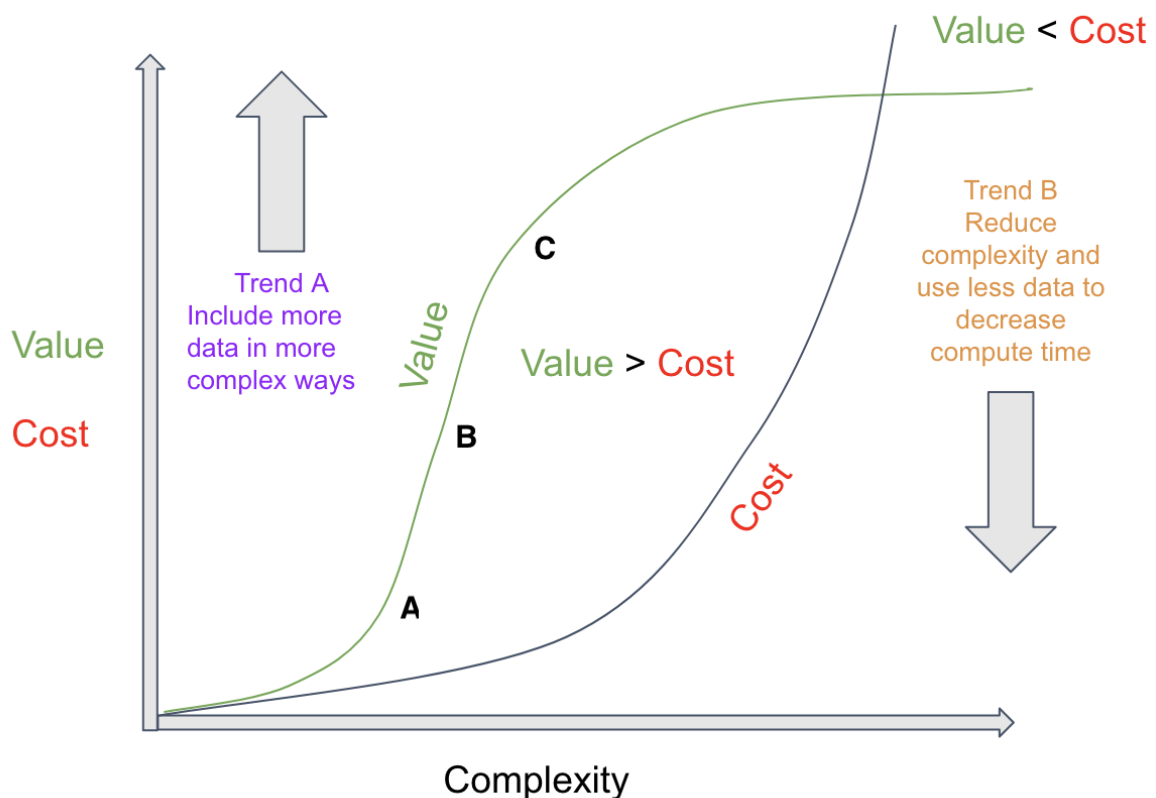 Value < Cost
Trend A
Include more
data in more
complex ways
Value
Cost
Value
C
B
A
Value > Cost
Cost
Trend B
Reduce
complexity and
use less data to
decrease
compute time
Complexity